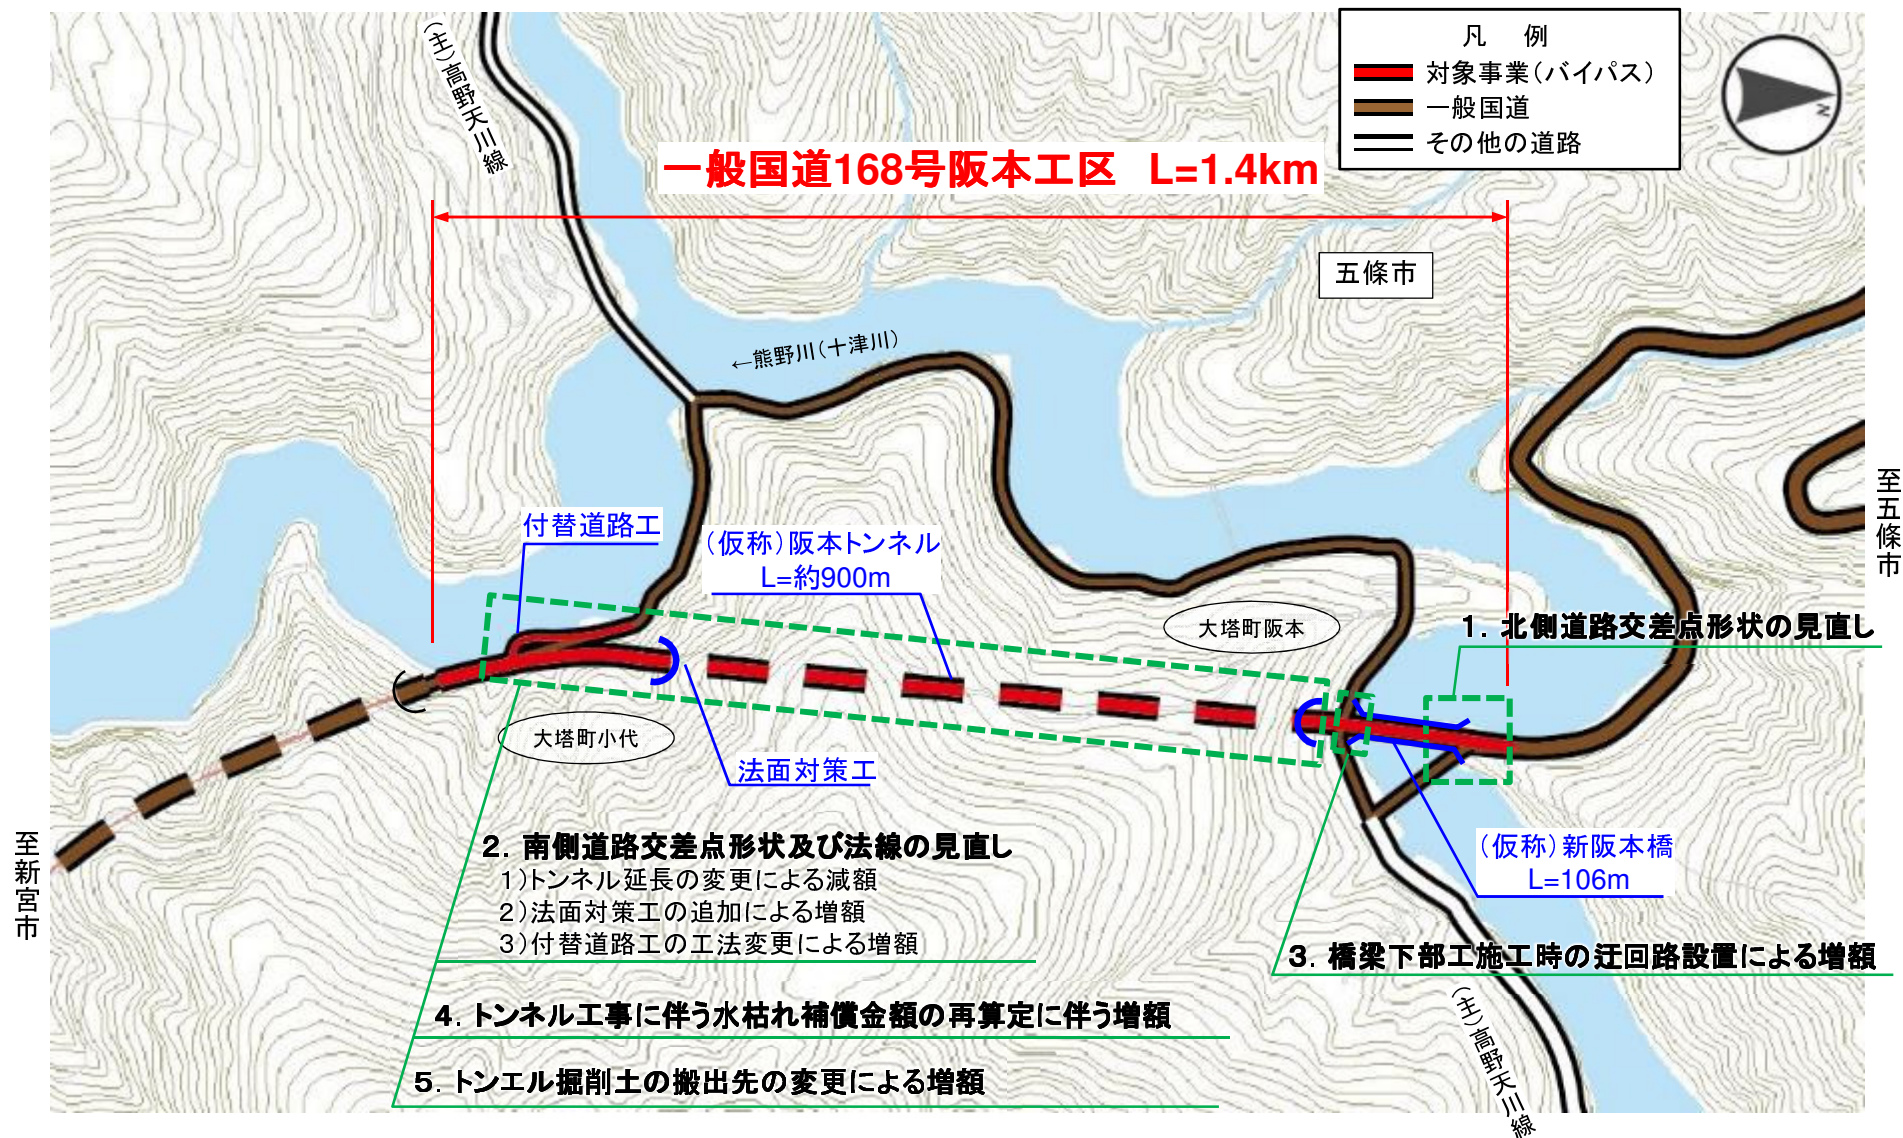 (主)高野天川線
凡 例
対象事業(バイパス)
一般国道
その他の道路
N
一般国道168号阪本工区 L=1.4km
五條市
←熊野川(十津川)
至五條市
付替道路工
(仮称)阪本トンネル
L=約900m
大塔町阪本
1. 北側道路交差点形状の見直し
大塔町小代
法面対策工
至新宮市
2. 南側道路交差点形状及び法線の見直し
1)トンネル延長の変更による減額
2)法面対策工の追加による増額
3)付替道路工の工法変更による増額
(仮称)新阪本橋
L=106m
3. 橋梁下部工施工時の迂回路設置による増額
4. トンネル工事に伴う水枯れ補償金額の再算定に伴う増額
5. トンエル掘削土の搬出先の変更による増額
(主)高野天川線